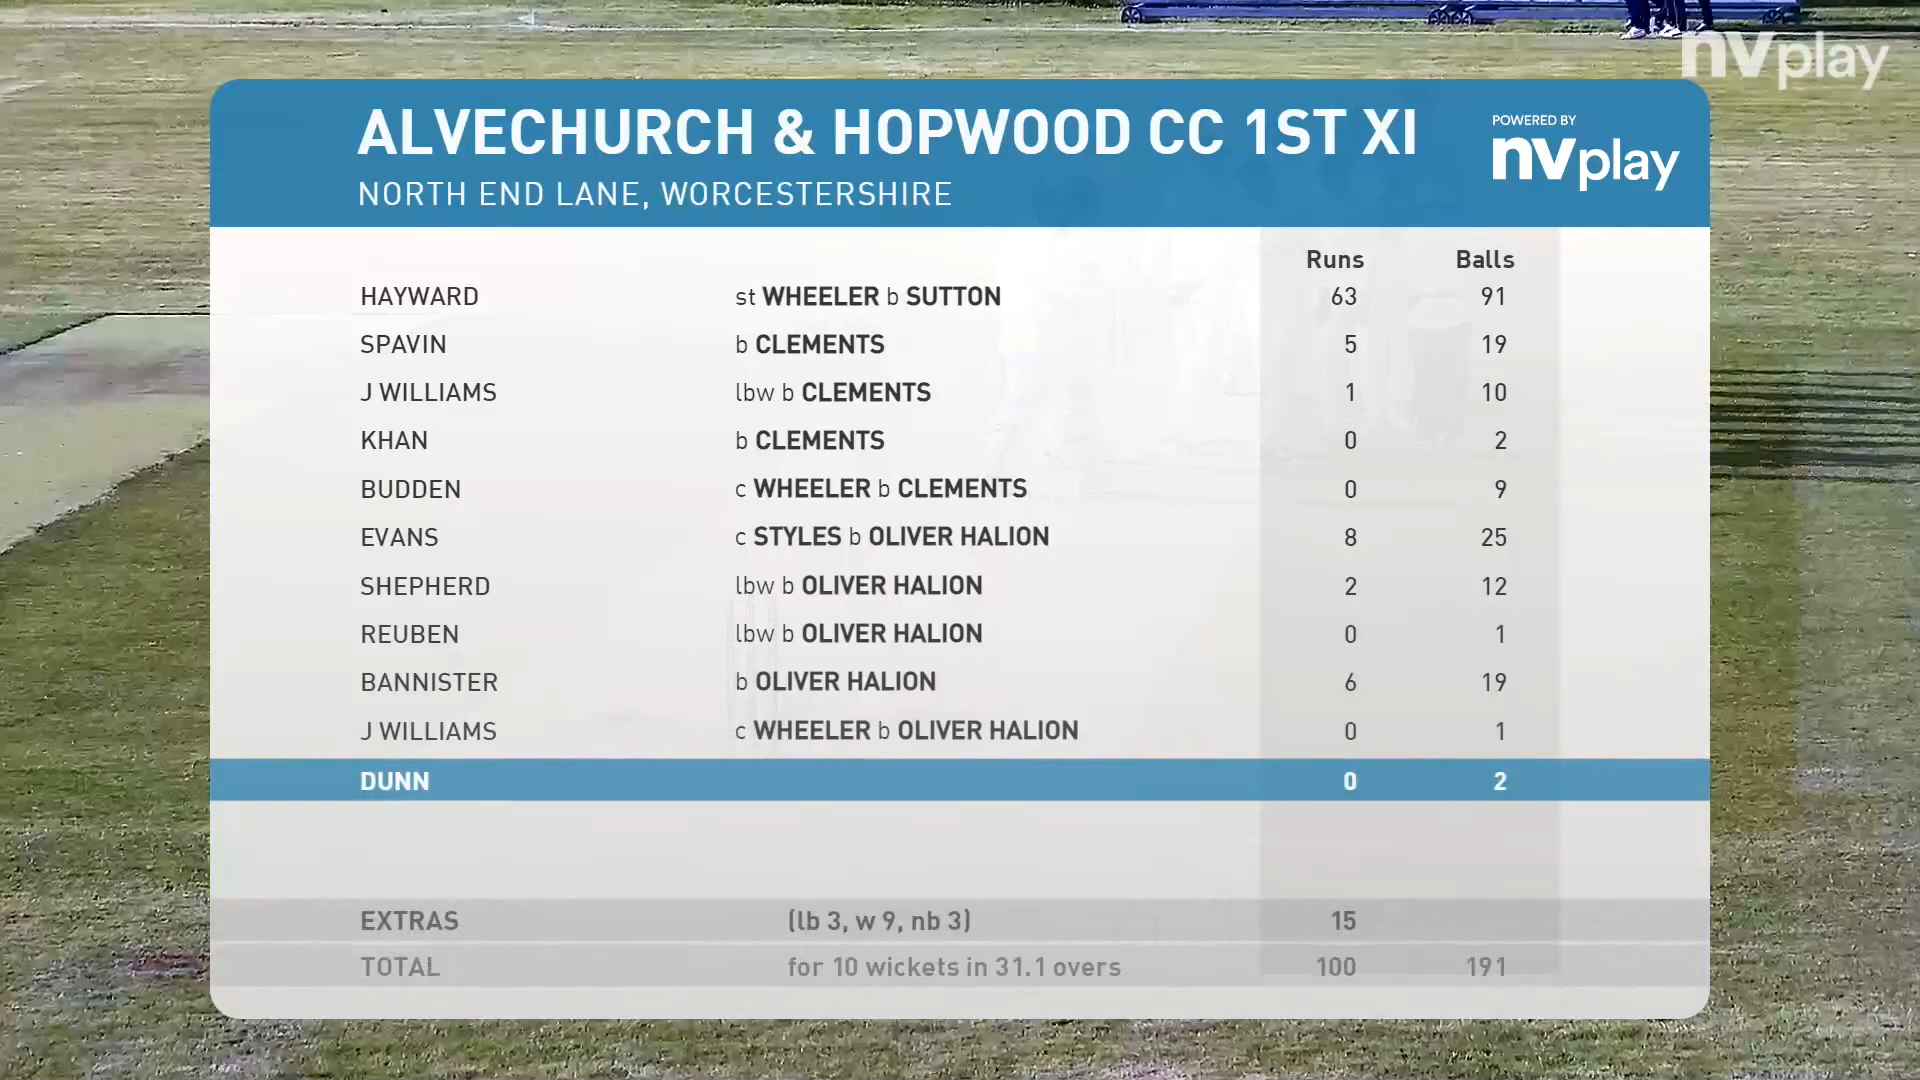 nvplay
ALVECHURCH & HOPWOOD CC 1ST XI
NORTH END LANE, WORCESTERSHIRE
POWERED BY
nvplay
Runs Balls
HAYWARD st WHEELER b SUTTON 63 91
SPAVIN b CLEMENTS 5 19
J WILLIAMS lbw b CLEMENTS 1 10
KHAN b CLEMENTS 0 2
BUDDEN c WHEELER b CLEMENTS 0 9
EVANS c STYLES b OLIVER HALION 8 25
SHEPHERD lbw b OLIVER HALION 2 12
REUBEN lbw b OLIVER HALION 0 1
BANNISTER b OLIVER HALION 6 19
J WILLIAMS c WHEELER b OLIVER HALION 0 1
DUNN 0 2
EXTRAS (lb 3, w 9, nb 3) 15
TOTAL for 10 wickets in 31.1 overs 100 191